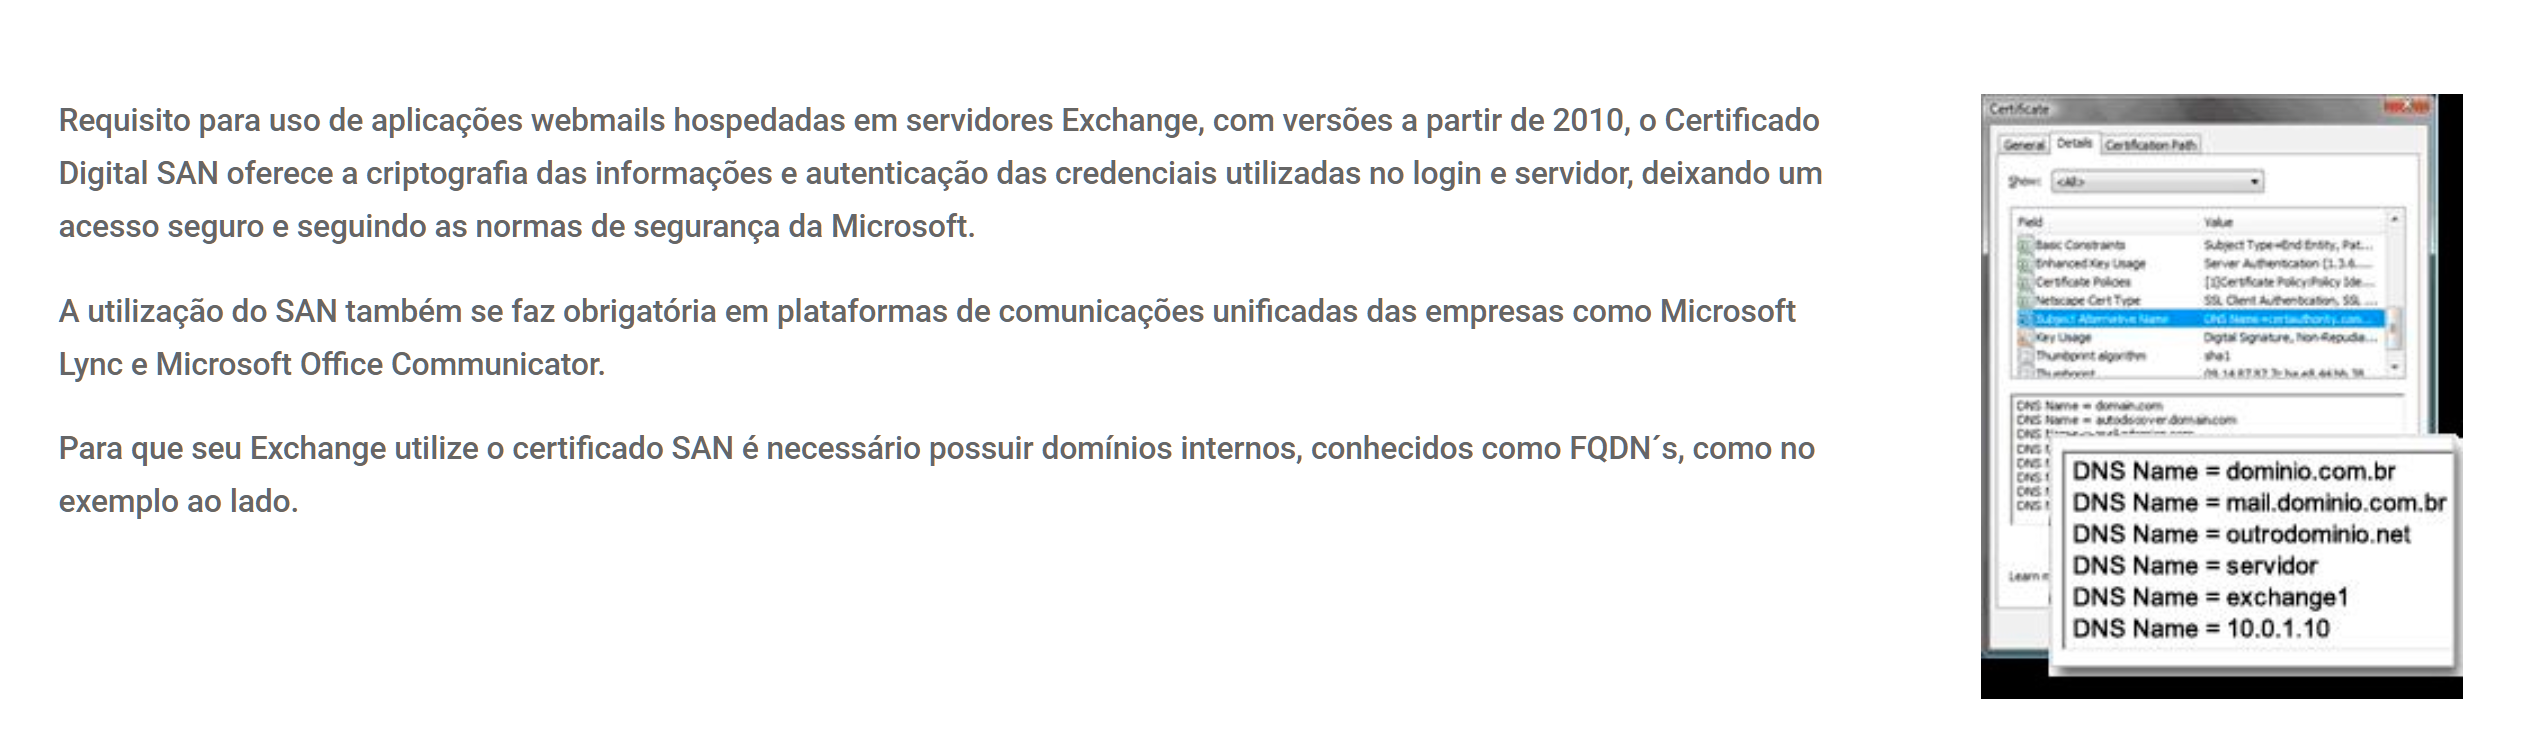 Requisito para uso de aplicações webmails hospedadas em servidores Exchange, com versões a partir de 2010, o Certificado
Digital SAN oferece a criptografia das informações e autenticação das credenciais utilizadas no login e servidor, deixando um
acesso seguro e seguindo as normas de segurança da Microsoft.
A utilização do SAN também se faz obrigatória em plataformas de comunicações unificadas das empresas como Microsoft
Lync e Microsoft Office Communicator.
Para que seu Exchange utilize o certificado SAN é necessário possuir domínios internos, conhecidos como FQDN´s, como no
exemplo ao lado.
Certificate
General Details Certification Path
Show: <All>
Field Value
Basic Constraints Subject Type=End Entity, Pat...
Enhanced Key Usage Server Authentication (1.3.6....
Certificate Policies [1]Certificate Policy:Policy Ide...
Netscape Cert Type SSL Client Authentication, SSL ...
Subject Alternative Name DNS Name=certauthority.com...
Key Usage Digital Signature, Non-Repudia...
Thumbprint algorithm sha1
Thumbprint
DNS Name = domain.com
DNS Name = autodiscover.domain.com
DNS
DNS
DNS
DNS
DNS
DNS
Learn
DNS Name = dominio.com.br
DNS Name = mail.dominio.com.br
DNS Name = outrodominio.net
DNS Name = servidor
DNS Name = exchange1
DNS Name = 10.0.1.10